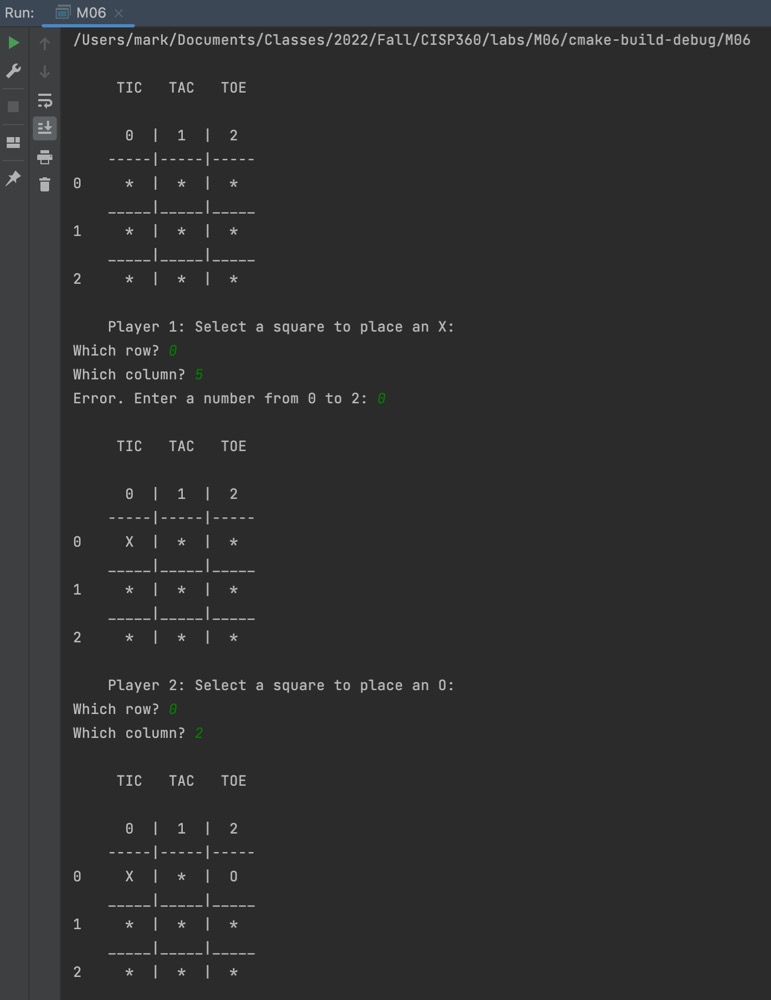 Run: M06
/Users/mark/Documents/Classes/2022/Fall/CISP360/labs/M06/cmake-build-debug/M06
     TIC   TAC   TOE
      0  |  1  |  2
    -----|-----|-----
0     *  |  *  |  *
    _____|_____|_____
1     *  |  *  |  *
    _____|_____|_____
2     *  |  *  |  *
    Player 1: Select a square to place an X:
Which row? 0
Which column? 5
Error. Enter a number from 0 to 2: 0
     TIC   TAC   TOE
      0  |  1  |  2
    -----|-----|-----
0     X  |  *  |  *
    _____|_____|_____
1     *  |  *  |  *
    _____|_____|_____
2     *  |  *  |  *
    Player 2: Select a square to place an O:
Which row? 0
Which column? 2
     TIC   TAC   TOE
      0  |  1  |  2
    -----|-----|-----
0     X  |  *  |  O
    _____|_____|_____
1     *  |  *  |  *
    _____|_____|_____
2     *  |  *  |  *